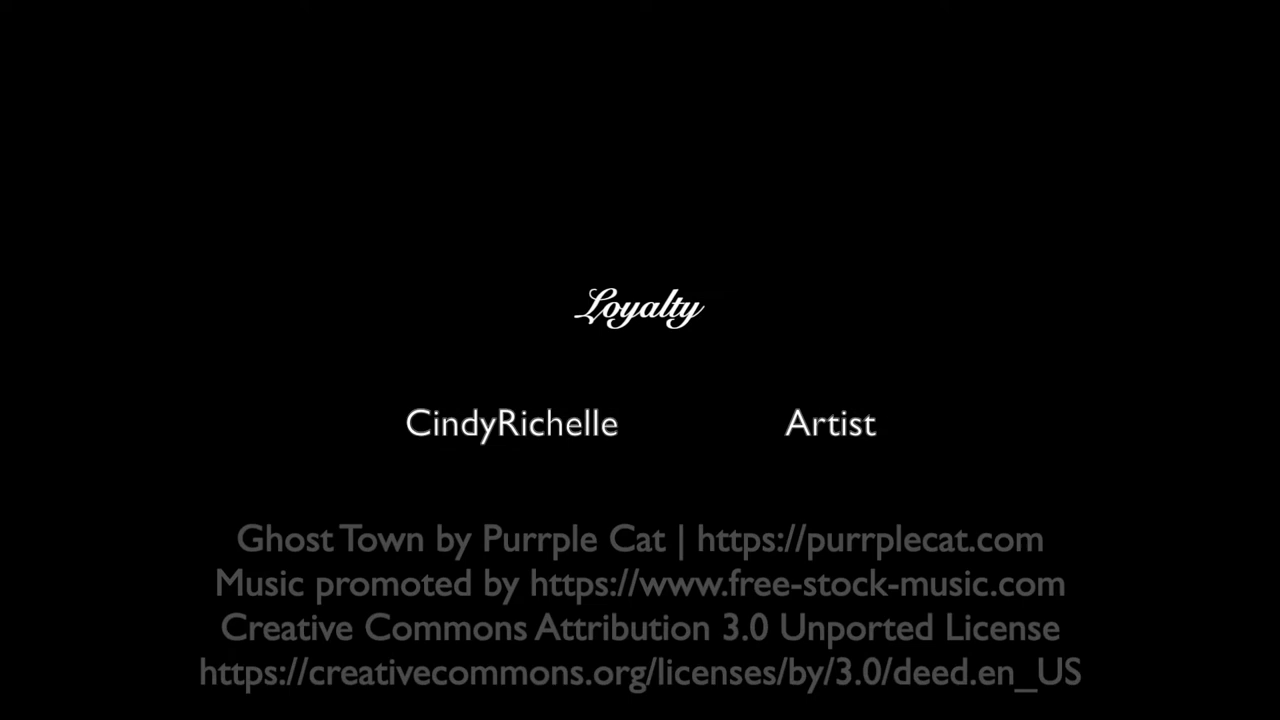 Loyalty
CindyRichelle Artist
Ghost Town by Purrple Cat | https://purrplecat.com
Music promoted by https://www.free-stock-music.com
Creative Commons Attribution 3.0 Unported License
https://creativecommons.org/licenses/by/3.0/deed.en_US